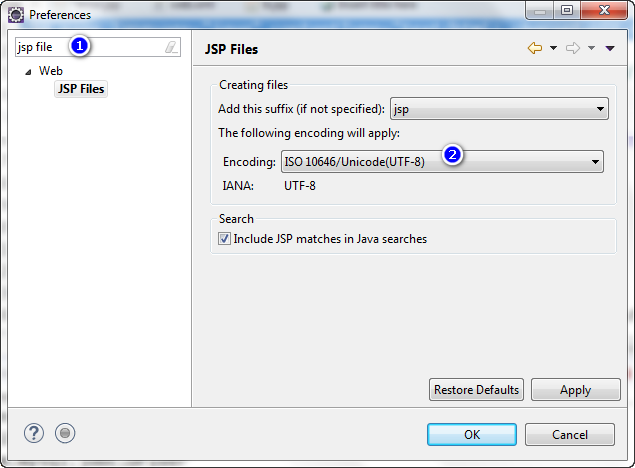 Preferences
jsp file
1
Web
JSP Files
JSP Files
Creating files
Add this suffix (if not specified): jsp
The following encoding will apply:
Encoding: ISO 10646/Unicode(UTF-8)
2
IANA: UTF-8
Search
Include JSP matches in Java searches
Restore Defaults Apply
? OK Cancel